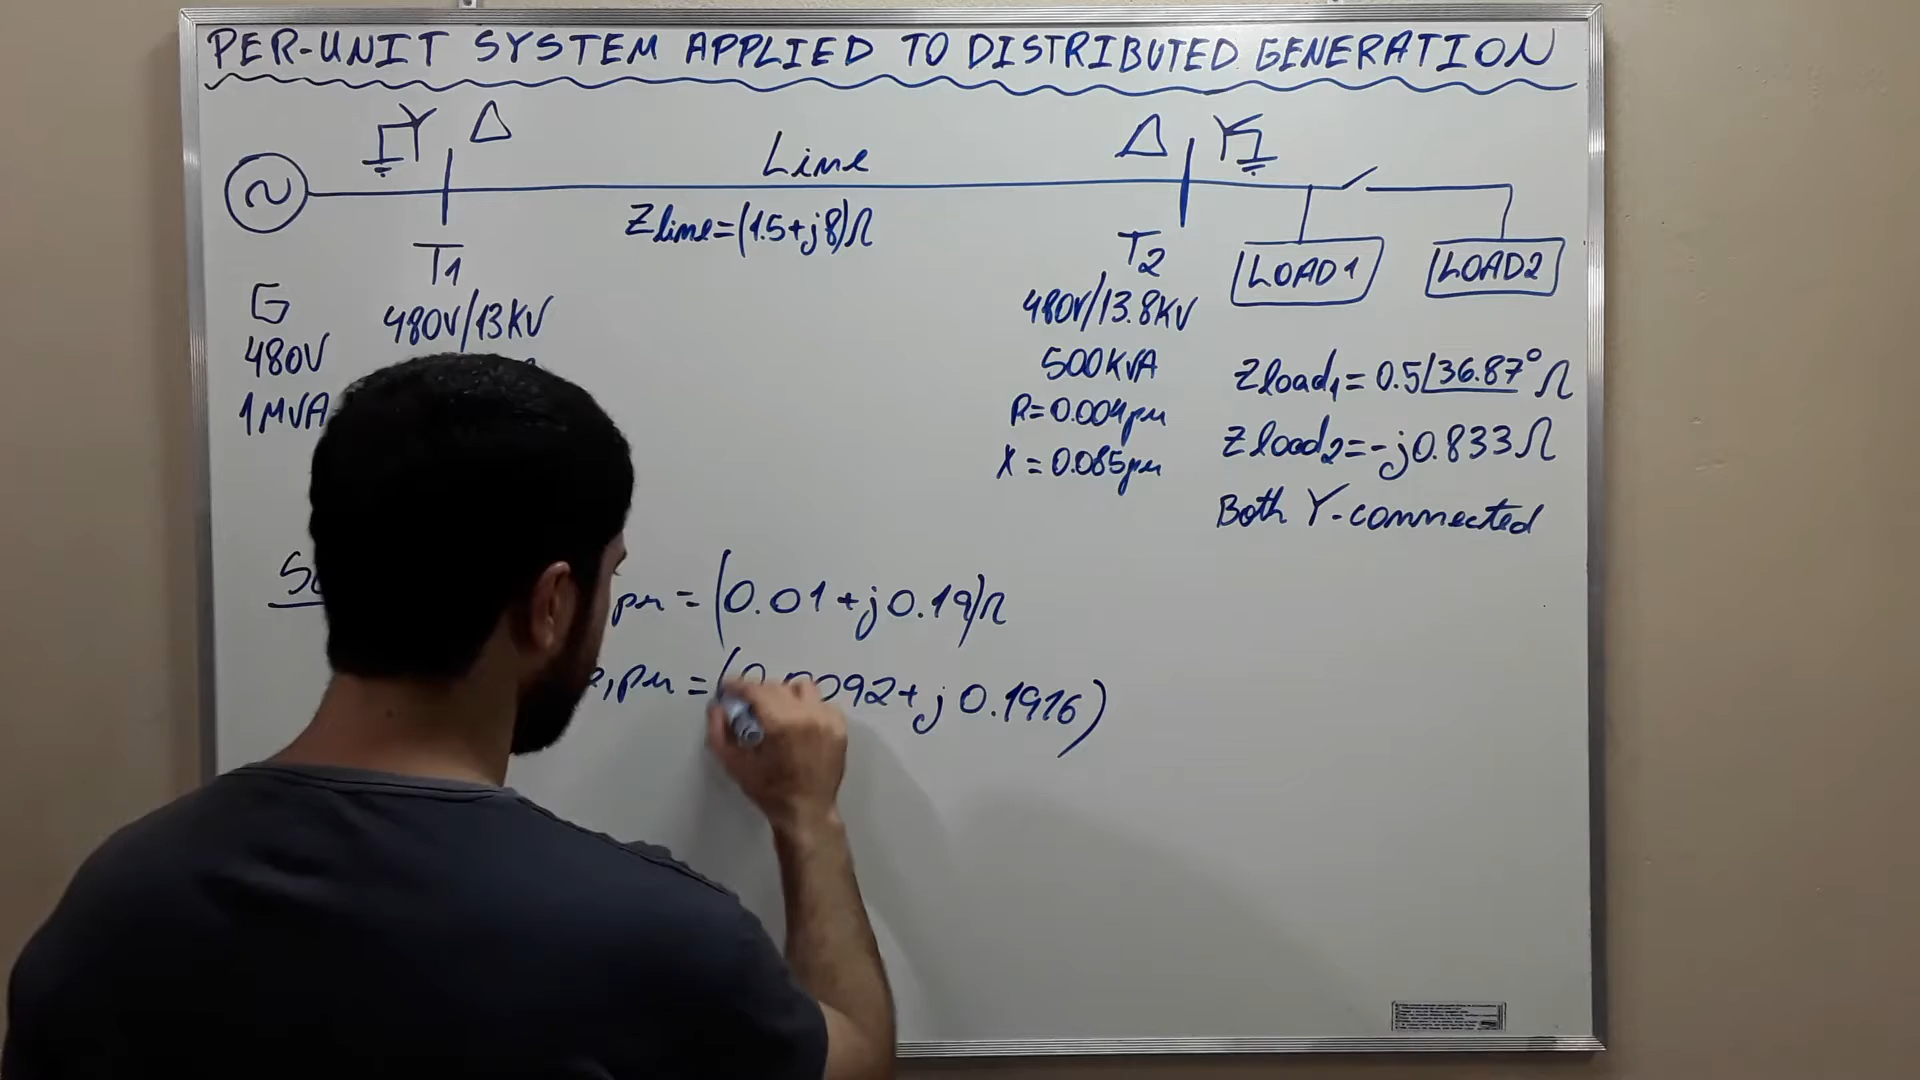 PER-UNIT SYSTEM APPLIED TO DISTRIBUTED GENERATION
Line
Zline=(1.5+j8)Ω
T1
T2
LOAD1
LOAD2
G
480V
1MVA
480V/13KV
480V/13.8KV
500KVA
R=0.004pu
X=0.085pu
Zload1=0.5∠36.87°Ω
Zload2=-j0.833Ω
Both Y-connected
pu=(0.01+j0.19)Ω
,pu=(0.0092+j0.1916)